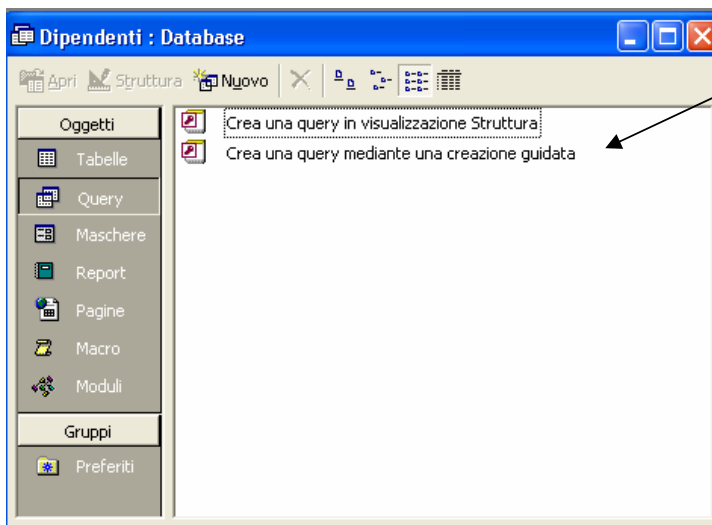 Dipendenti : Database
Apri Struttura Nuovo
Oggetti
Tabelle
Query
Maschere
Report
Pagine
Macro
Moduli
Gruppi
Preferiti
Crea una query in visualizzazione Struttura
Crea una query mediante una creazione guidata